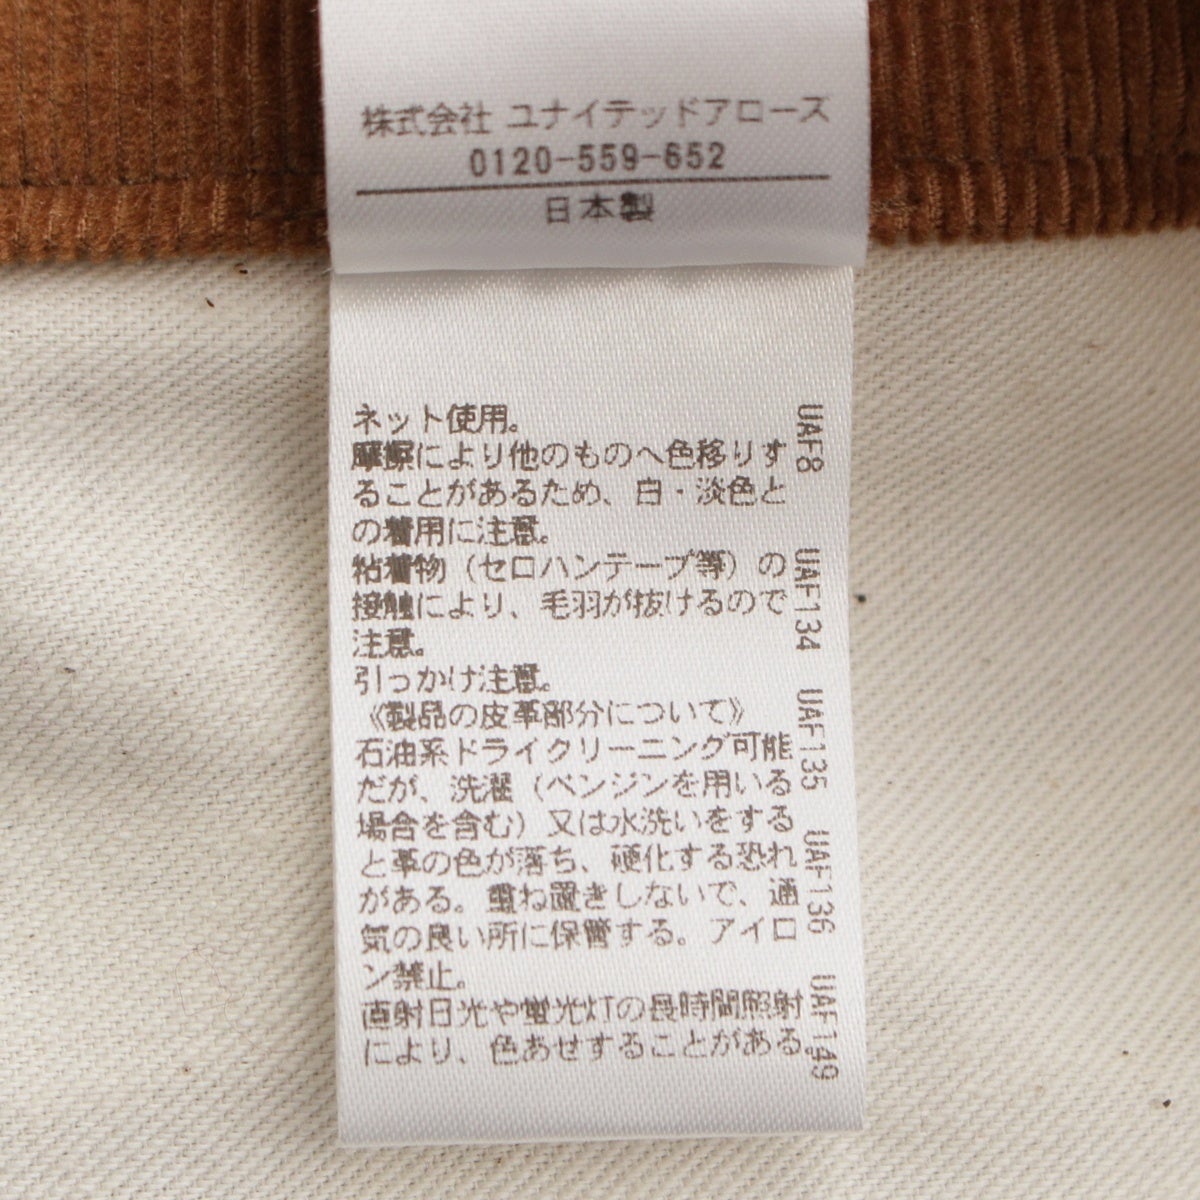 株式会社 ユナイテッドアローズ
0120-559-652
日本製
ネット使用。
摩擦により他のものへ色移りす
ることがあるため、白・淡色と
の着用に注意。
粘着物（セロハンテープ等）の
接触により、毛羽が抜けるので
注意。
引っかけ注意。
《製品の皮革部分について》
石油系ドライクリーニング可能
だが、洗濯（ベンジンを用いる
場合を含む）又は水洗いをする
と革の色が落ち、硬化する恐れ
がある。重ね置きしないで、通
気の良い所に保管する。アイロ
ン禁止。
直射日光や蛍光灯の長時間照射
により、色あせすることがある。
UAF8
UAF134
UAF135
UAF136
UAF149